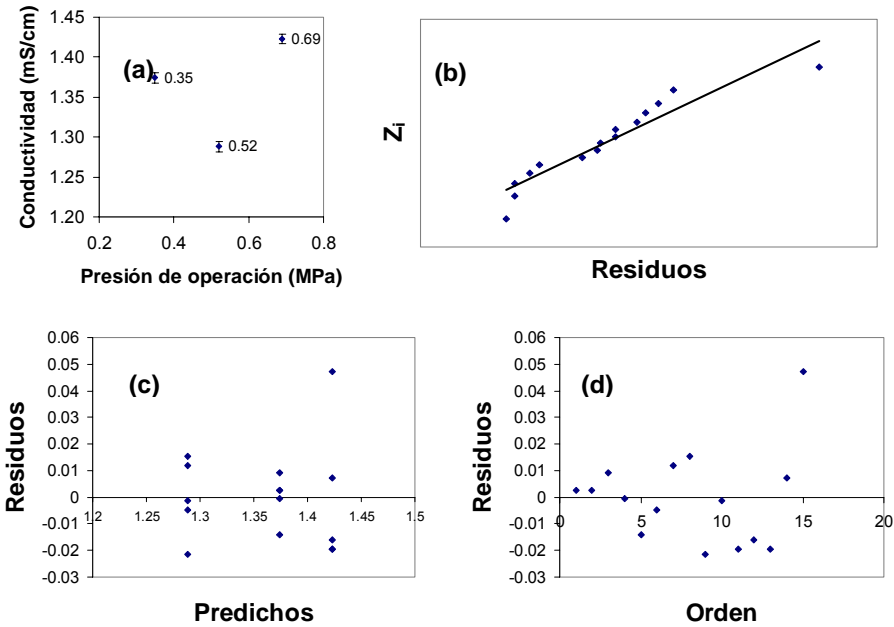 1.45
1.40
1.35
1.30
1.25
1.20
Conductividad (mS/cm)
(a)
0.69
0.35
0.52
0.2 0.4 0.6 0.8
Presión de operación (MPa)
(b)
Zi
Residuos
0.06
0.05
0.04
0.03
0.02
0.01
0
-0.01
-0.02
-0.03
Residuos
(c)
1.2 1.25 1.3 1.35 1.4 1.45 1.5
Predichos
0.06
0.05
0.04
0.03
0.02
0.01
0
-0.01
-0.02
-0.03
Residuos
(d)
0 5 10 15 20
Orden